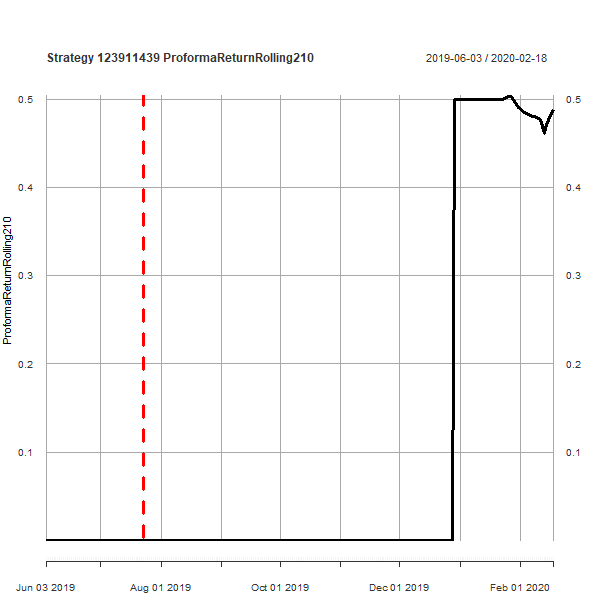 Strategy 123911439 ProformaReturnRolling210
2019-06-03 / 2020-02-18
0.5
0.5
0.4
0.4
0.3
0.3
0.2
0.2
0.1
0.1
ProformaReturnRolling210
Jun 03 2019
Aug 01 2019
Oct 01 2019
Dec 01 2019
Feb 01 2020